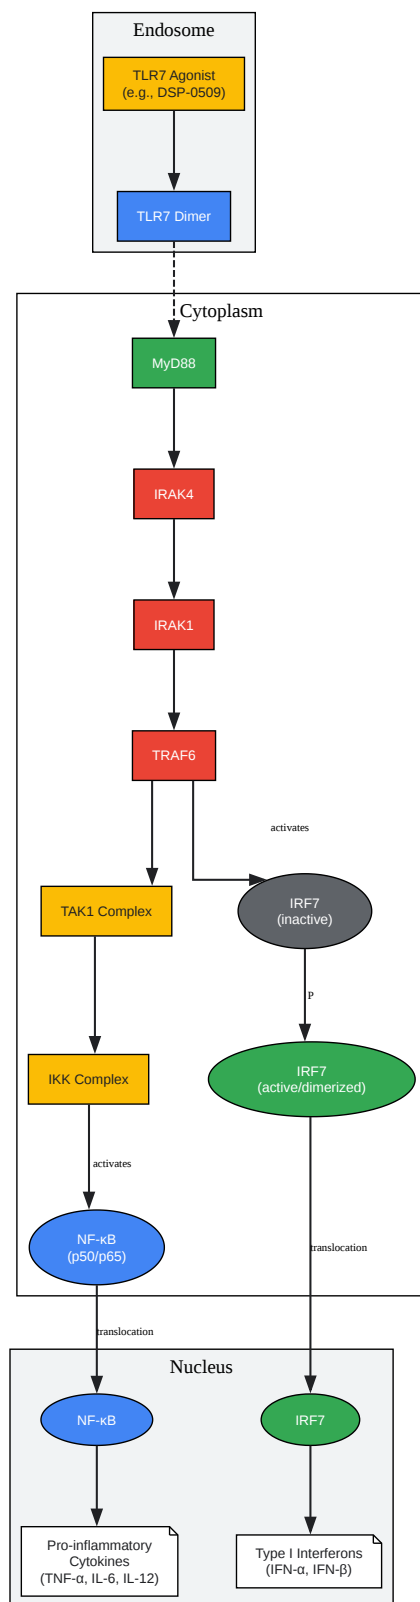 Endosome
TLR7 Agonist
(e.g., DSP-0509)
TLR7 Dimer
Cytoplasm
MyD88
IRAK4
IRAK1
TRAF6
activates
TAK1 Complex
IRF7
(inactive)
P
IKK Complex
IRF7
(active/dimerized)
activates
NF-κB
(p50/p65)
translocation
translocation
Nucleus
NF-κB
IRF7
Pro-inflammatory
Cytokines
(TNF-α, IL-6, IL-12)
Type I Interferons
(IFN-α, IFN-β)